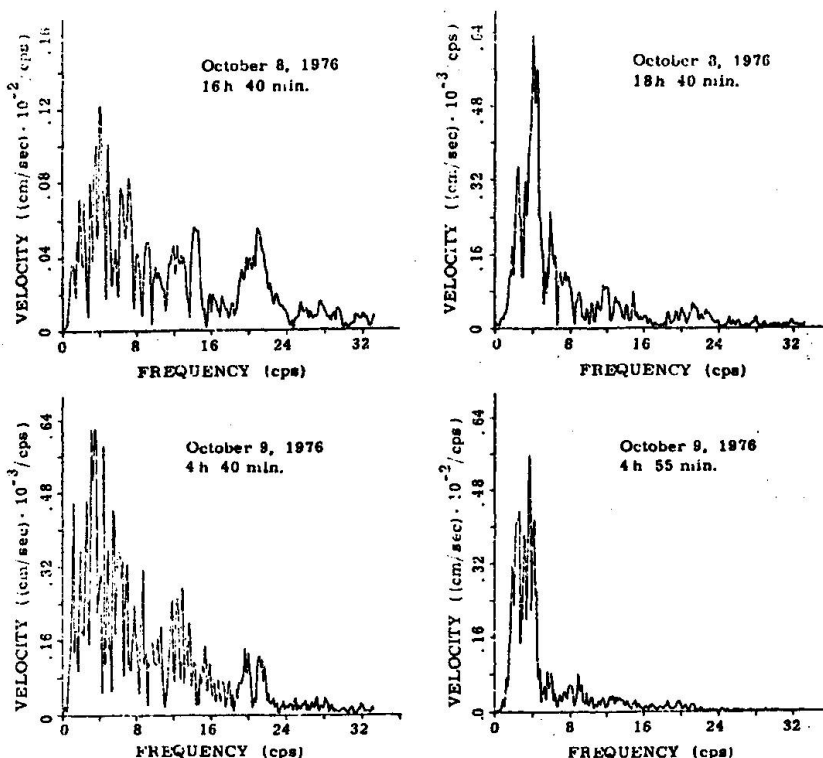 VELOCITY ((cm/sec) · 10⁻²/cps)
.16
.12
.08
.04
0
October 8, 1976
16h 40 min.
0 8 16 24 32
FREQUENCY (cps)
VELOCITY ((cm/sec) · 10⁻³/cps)
.64
.48
.32
.16
0
October 8, 1976
18h 40 min.
0 8 16 24 32
FREQUENCY (cps)
VELOCITY ((cm/sec) · 10⁻³/cps)
.64
.48
.32
.16
0
October 9, 1976
4h 40 min.
0 8 16 24 32
FREQUENCY (cps)
VELOCITY ((cm/sec) · 10⁻²/cps)
.64
.48
.32
.16
.0
October 9, 1976
4h 55 min.
0 4 8 16 24 32
FREQUENCY (cps)